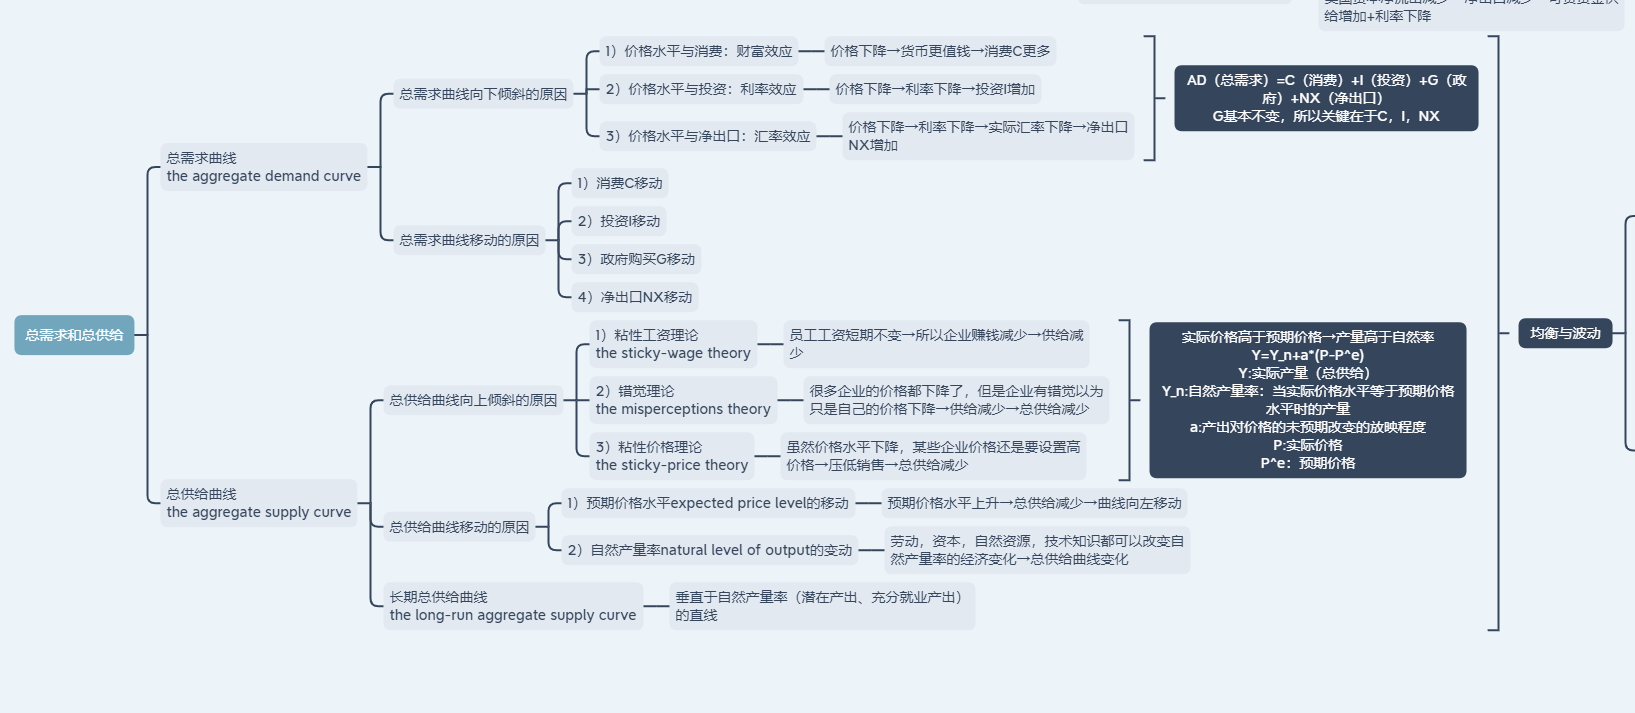 给增加+利率下降
总需求和总供给
总需求曲线
the aggregate demand curve
总需求曲线向下倾斜的原因
1）价格水平与消费：财富效应
价格下降→货币更值钱→消费C更多
2）价格水平与投资：利率效应
价格下降→利率下降→投资I增加
3）价格水平与净出口：汇率效应
价格下降→利率下降→实际汇率下降→净出口
NX增加
AD（总需求）=C（消费）+I（投资）+G（政
府）+NX（净出口）
G基本不变，所以关键在于C，I，NX
总需求曲线移动的原因
1）消费C移动
2）投资I移动
3）政府购买G移动
4）净出口NX移动
总供给曲线
the aggregate supply curve
总供给曲线向上倾斜的原因
1）粘性工资理论
the sticky-wage theory
员工工资短期不变→所以企业赚钱减少→供给减
少
2）错觉理论
the misperceptions theory
很多企业的价格都下降了，但是企业有错觉以为
只是自己的价格下降→供给减少→总供给减少
3）粘性价格理论
the sticky-price theory
虽然价格水平下降，某些企业价格还是要设置高
价格→压低销售→总供给减少
实际价格高于预期价格→产量高于自然率
Y=Y_n+a*(P-P^e)
Y:实际产量（总供给）
Y_n:自然产量率：当实际价格水平等于预期价格
水平时的产量
a:产出对价格的未预期改变的放映程度
P:实际价格
P^e：预期价格
总供给曲线移动的原因
1）预期价格水平expected price level的移动
预期价格水平上升→总供给减少→曲线向左移动
2）自然产量率natural level of output的变动
劳动，资本，自然资源，技术知识都可以改变自
然产量率的经济变化→总供给曲线变化
长期总供给曲线
the long-run aggregate supply curve
垂直于自然产量率（潜在产出、充分就业产出）
的直线
均衡与波动